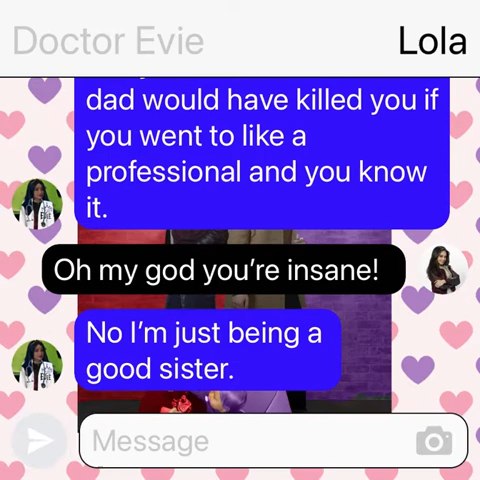 Doctor Evie Lola
dad would have killed you if
you went to like a
professional and you know
it.
Oh my god you’re insane!
No I’m just being a
good sister.
Message